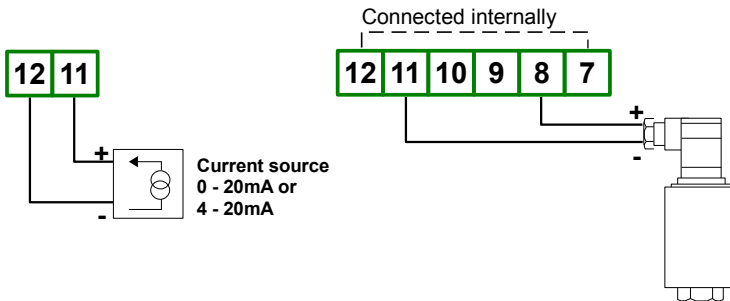 Connected internally
12 11
12 11 10 9 8 7
+
-
Current source
0 - 20mA or
4 - 20mA
+
-